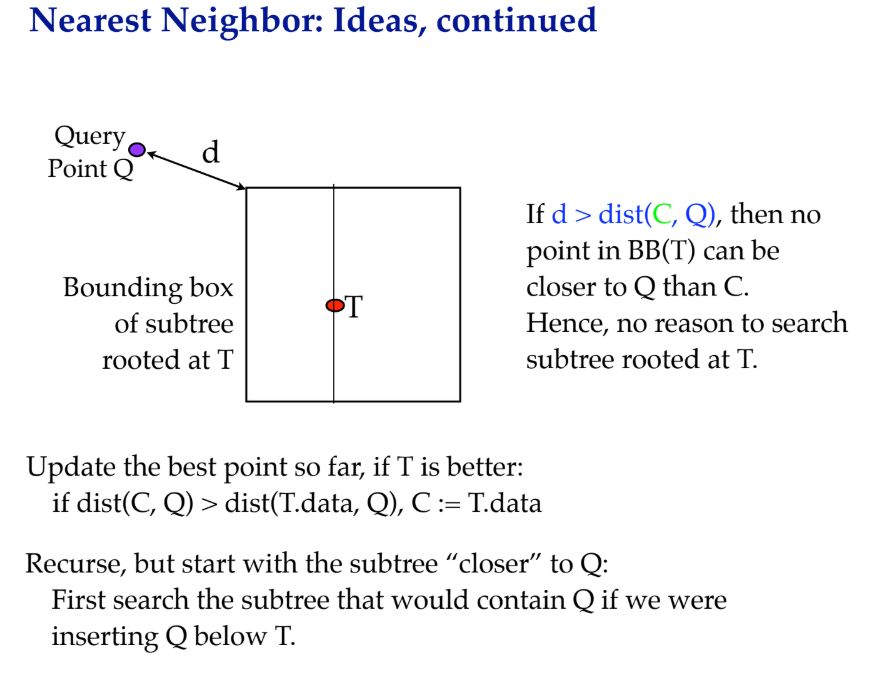 Nearest Neighbor: Ideas, continued
Query
Point Q
d
If d > dist(C, Q), then no
point in BB(T) can be
closer to Q than C.
Hence, no reason to search
subtree rooted at T.
Bounding box
of subtree
rooted at T
T
Update the best point so far, if T is better:
if dist(C, Q) > dist(T.data, Q), C := T.data
Recurse, but start with the subtree “closer” to Q:
First search the subtree that would contain Q if we were
inserting Q below T.